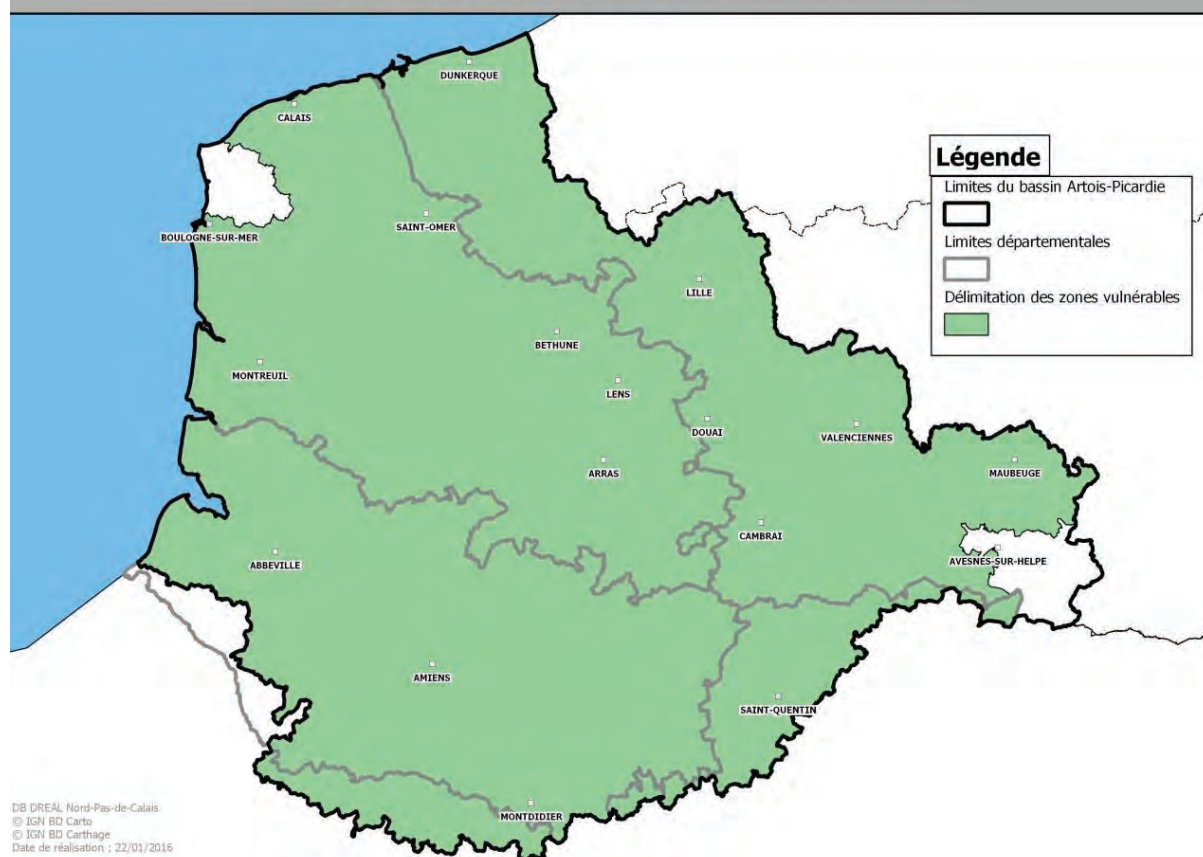 DUNKERQUE
CALAIS
Légende
Limites du bassin Artois-Picardie
Limites départementales
Délimitation des zones vulnérables
SAINT-OMER
BOULOGNE-SUR-MER
LILLE
BETHUNE
MONTREUIL
LENS
DOUAI
VALENCIENNES
MAUBEUGE
ARRAS
CAMBRAI
ABBEVILLE
AVESNES-SUR-HELPE
AMIENS
SAINT-QUENTIN
MONTDIDIER
DB DREAL Nord-Pas-de-Calais
© IGN BD Carto
© IGN BD Carthage
Date de réalisation : 22/01/2016